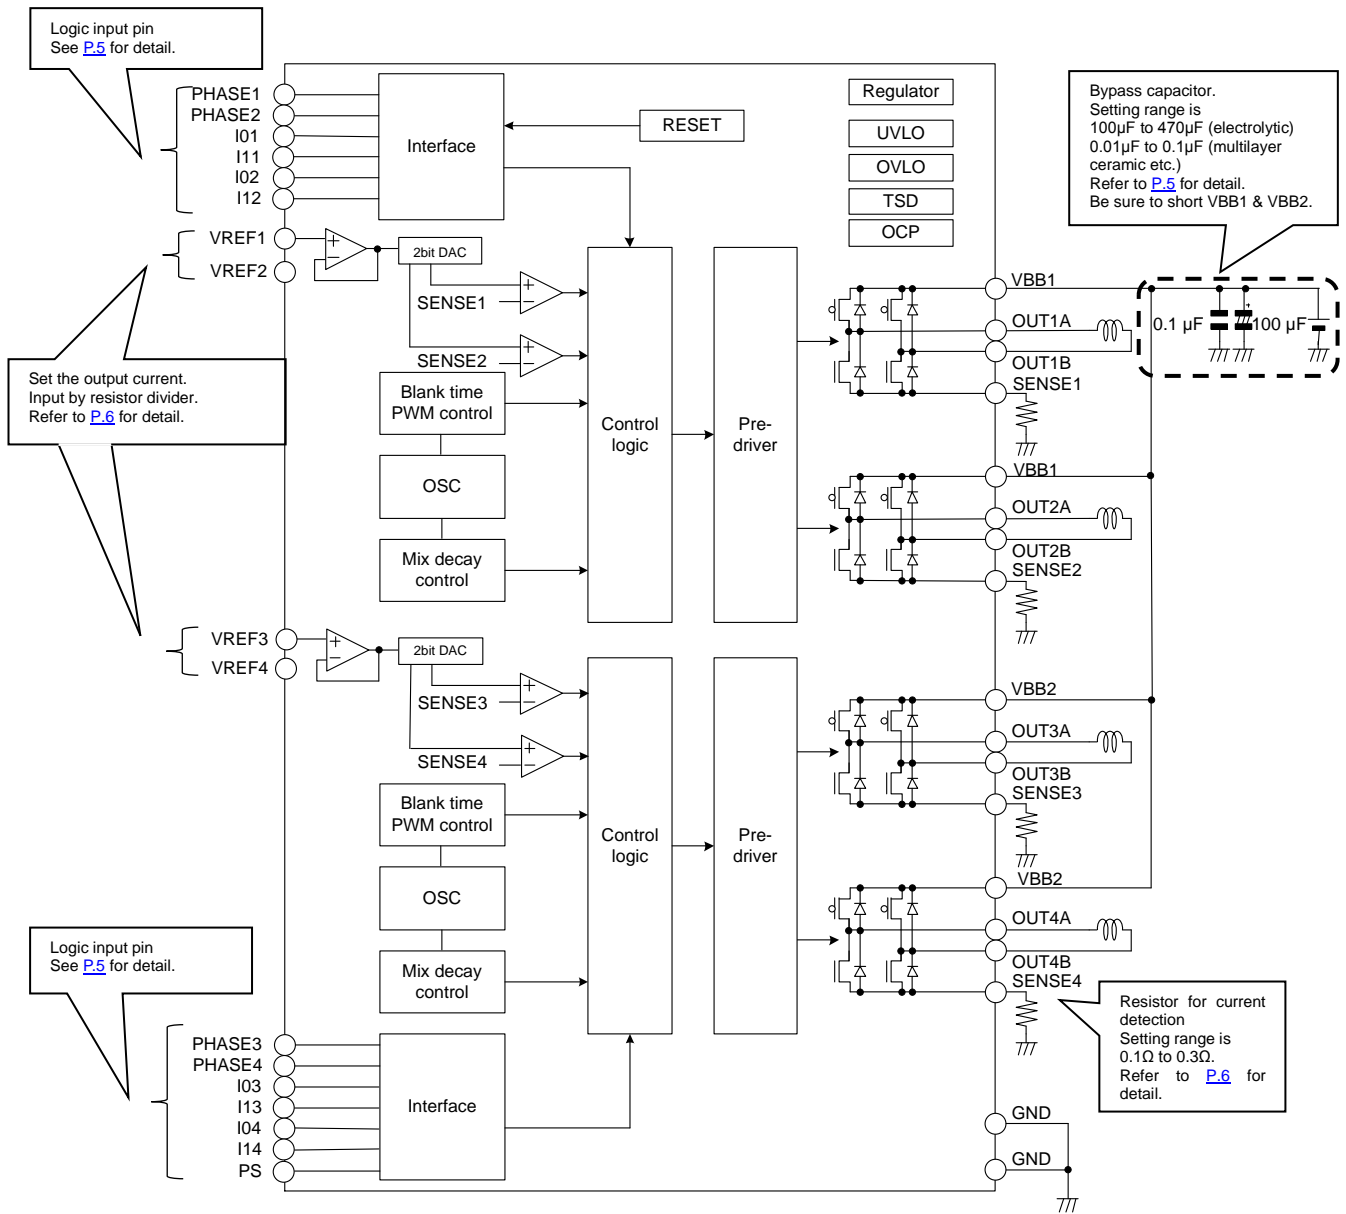 Logic input pin
See P.5 for detail.
PHASE1
PHASE2
I01
I11
I02
I12
Interface
RESET
Regulator
UVLO
OVLO
TSD
OCP
Bypass capacitor.
Setting range is
100µF to 470µF (electrolytic)
0.01µF to 0.1µF (multilayer
ceramic etc.)
Refer to P.5 for detail.
Be sure to short VBB1 & VBB2.
VREF1
VREF2
+
−
2bit DAC
SENSE1
+
−
SENSE2
+
−
Set the output current.
Input by resistor divider.
Refer to P.6 for detail.
Blank time
PWM control
OSC
Mix decay
control
Control
logic
Pre-
driver
VBB1
OUT1A
OUT1B
SENSE1
0.1 µF
+
100 µF
VBB1
OUT2A
OUT2B
SENSE2
VREF3
VREF4
+
−
2bit DAC
SENSE3
+
−
SENSE4
+
−
Blank time
PWM control
OSC
Mix decay
control
Control
logic
Pre-
driver
VBB2
OUT3A
OUT3B
SENSE3
VBB2
OUT4A
OUT4B
SENSE4
Logic input pin
See P.5 for detail.
PHASE3
PHASE4
I03
I13
I04
I14
PS
Interface
Resistor for current
detection
Setting range is
0.1Ω to 0.3Ω.
Refer to P.6 for
detail.
GND
GND